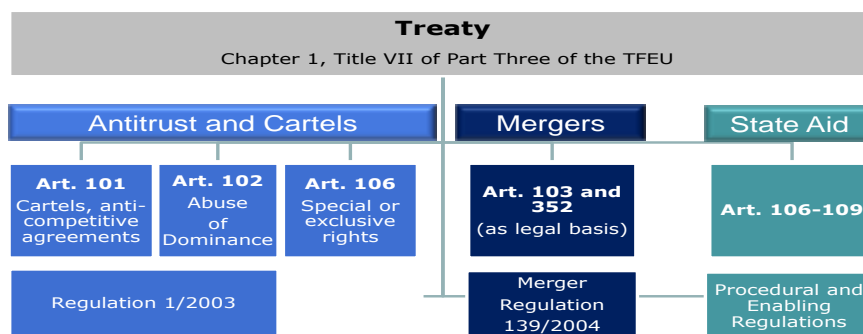 Treaty
Chapter 1, Title VII of Part Three of the TFEU
Antitrust and Cartels
Mergers
State Aid
Art. 101
Cartels, anti-
competitive
agreements
Art. 102
Abuse
of
Dominance
Art. 106
Special or
exclusive
rights
Art. 103 and
352
(as legal basis)
Art. 106-109
Regulation 1/2003
Merger
Regulation
139/2004
Procedural and
Enabling
Regulations